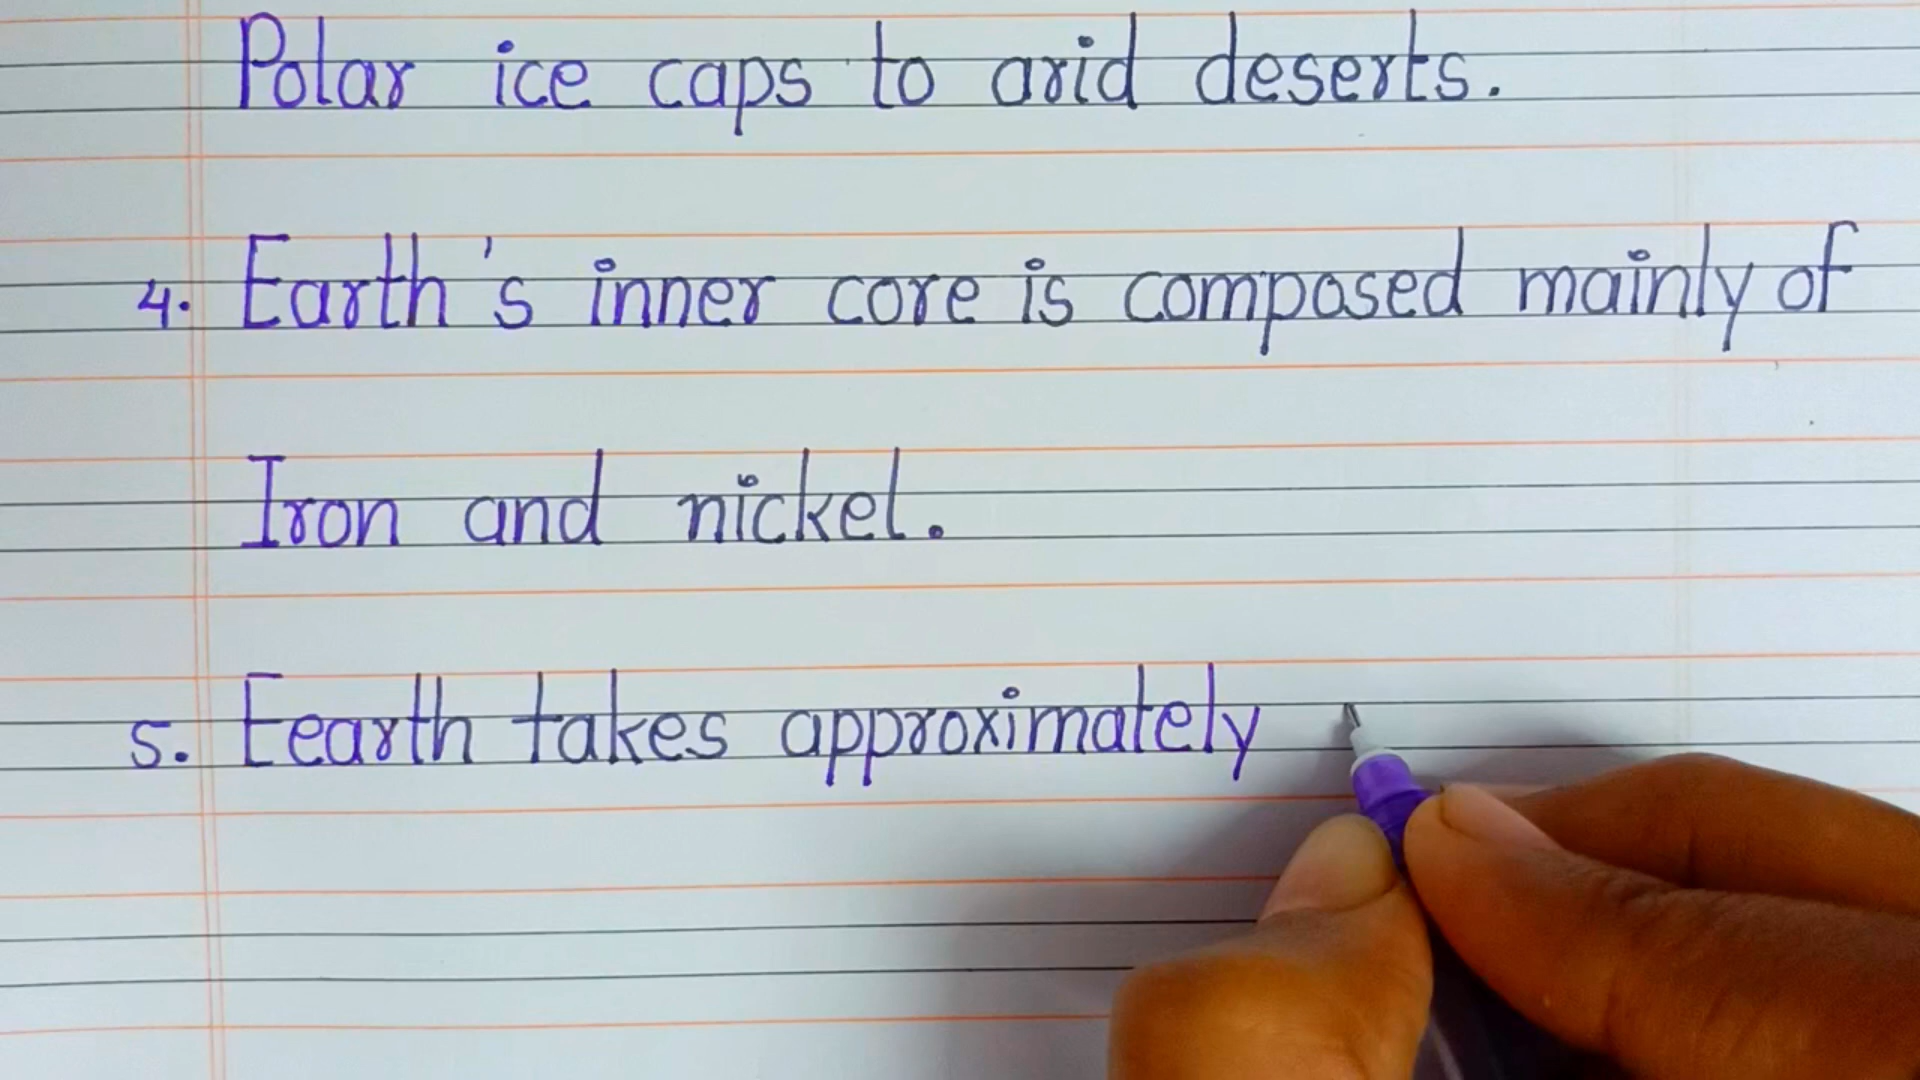 Polar ice caps to arid deserts.
4. Earth's inner core is composed mainly of
Iron and nickel.
5. Eearth takes approximately